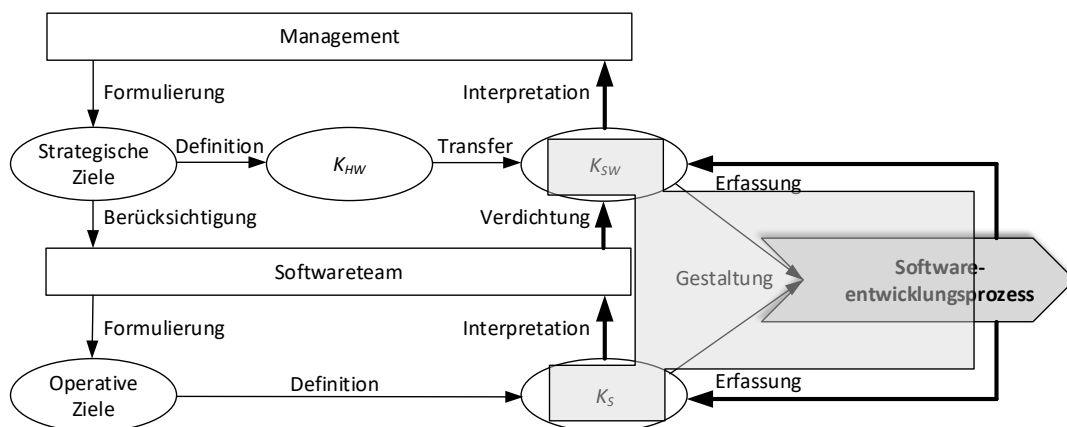 Management
Formulierung
Interpretation
Strategische
Ziele
Definition
K_HW
Transfer
K_SW
Erfassung
Berücksichtigung
Verdichtung
Softwareteam
Gestaltung
Software-
entwicklungsprozess
Formulierung
Interpretation
Operative
Ziele
Definition
K_S
Erfassung